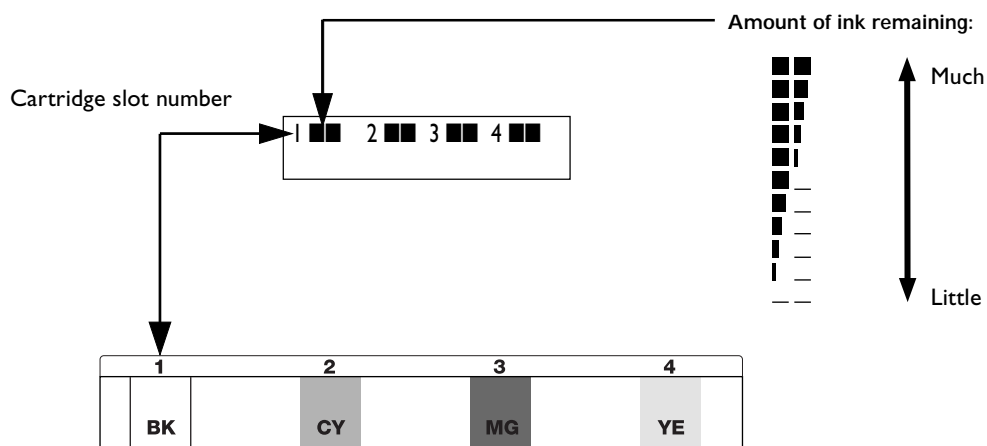 Amount of ink remaining:
Much
Cartridge slot number
1 2 3 4
Little
1 2 3 4
BK CY MG YE